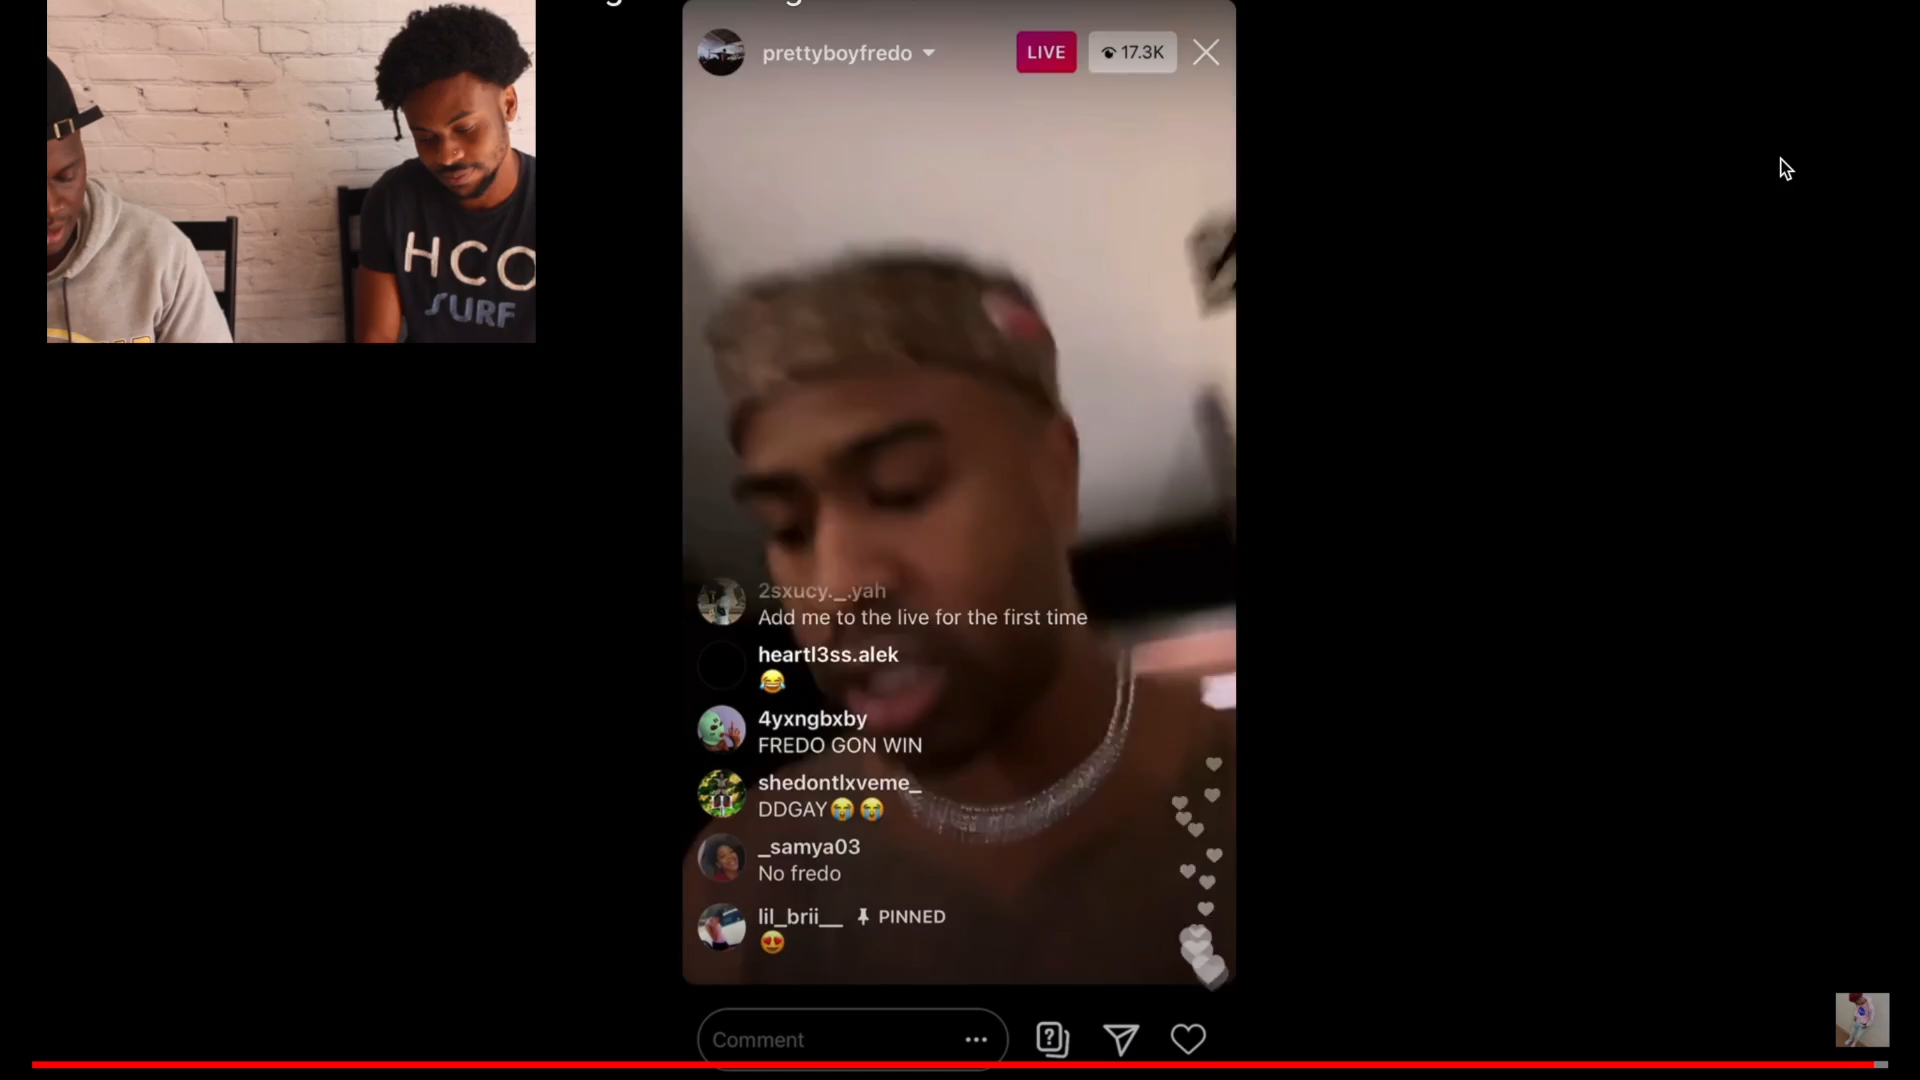 prettyboyfredo
LIVE
17.3K
HCO
SURF
2sxucy._.yah
Add me to the live for the first time
heartl3ss.alek
😂
4yxngbxby
FREDO GON WIN
shedontlxveme_
DDGAY😭😭
_samya03
No fredo
lil_brii__ PINNED
😍
Comment